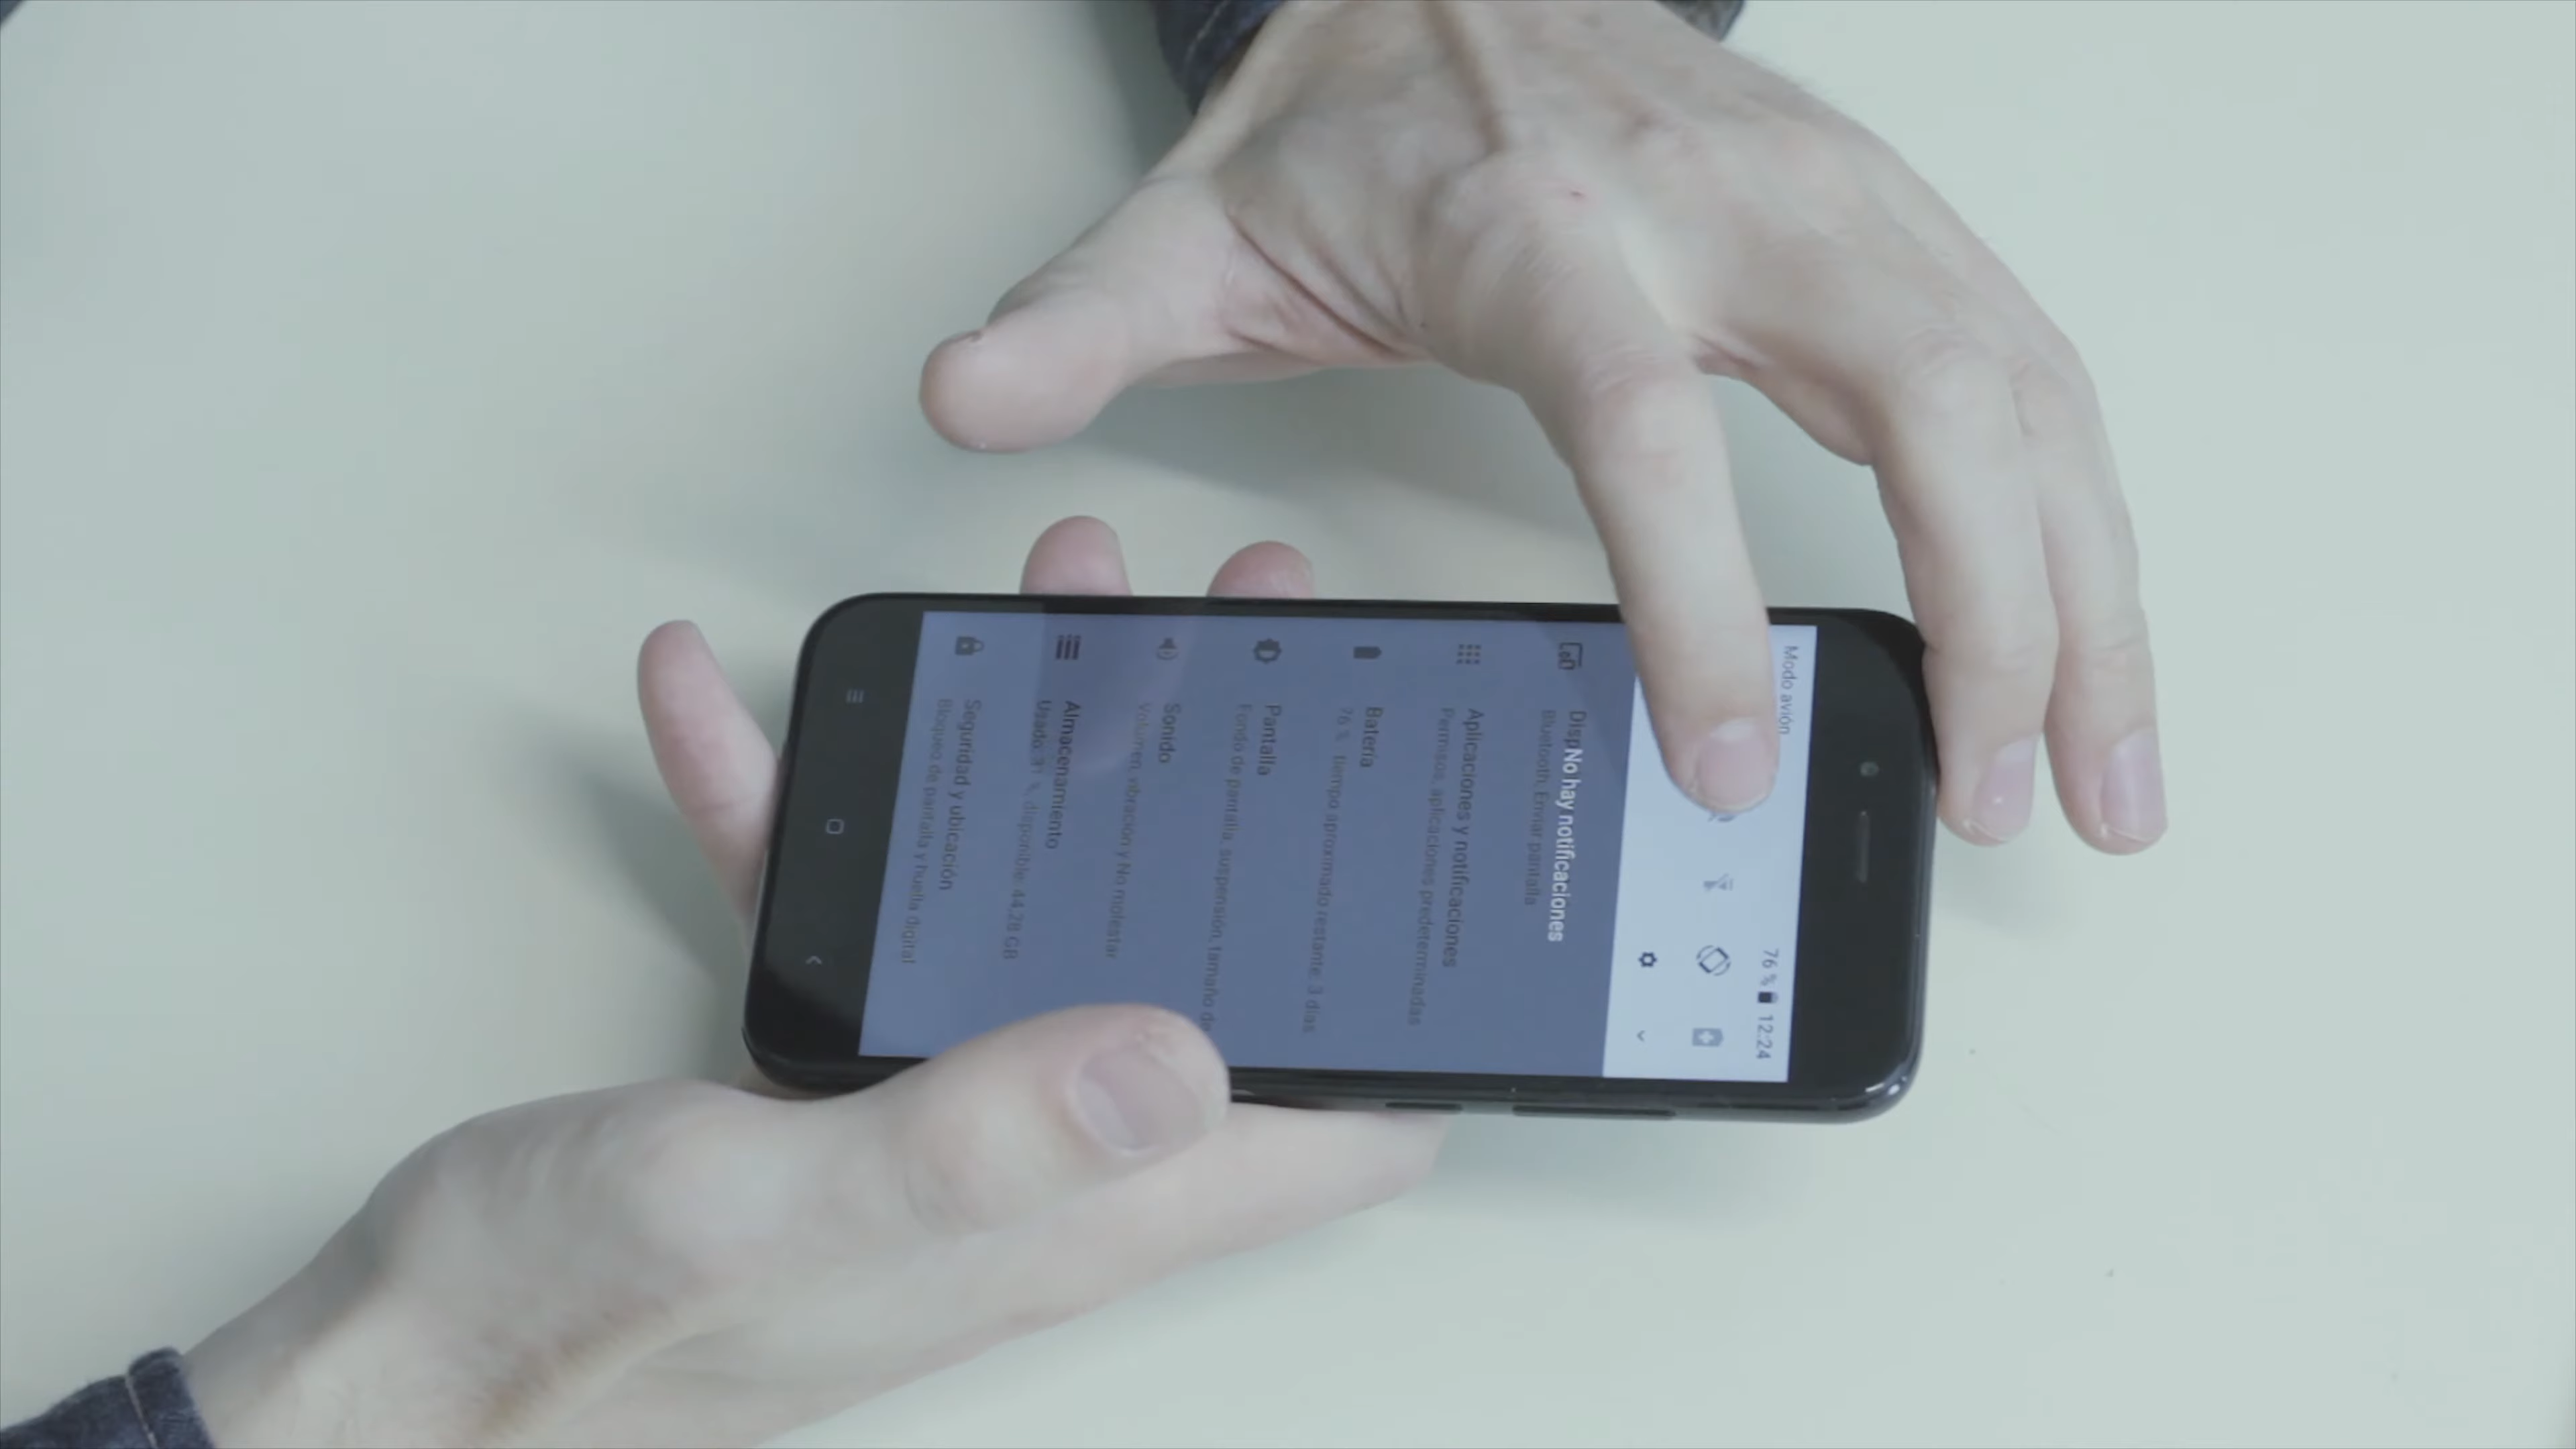 Modo avión
76 % 12:24
No hay notificaciones
Disp
Bluetooth, Enviar pantalla
Aplicaciones y notificaciones
Permisos, aplicaciones predeterminadas
Batería
76 %, tiempo aproximado restante: 3 días
Pantalla
Fondo de pantalla, suspensión, tamaño de
Sonido
Volumen, vibración y No molestar
Almacenamiento
Usado: 31 %, disponible: 44,28 GB
Seguridad y ubicación
Bloqueo de pantalla y huella digital